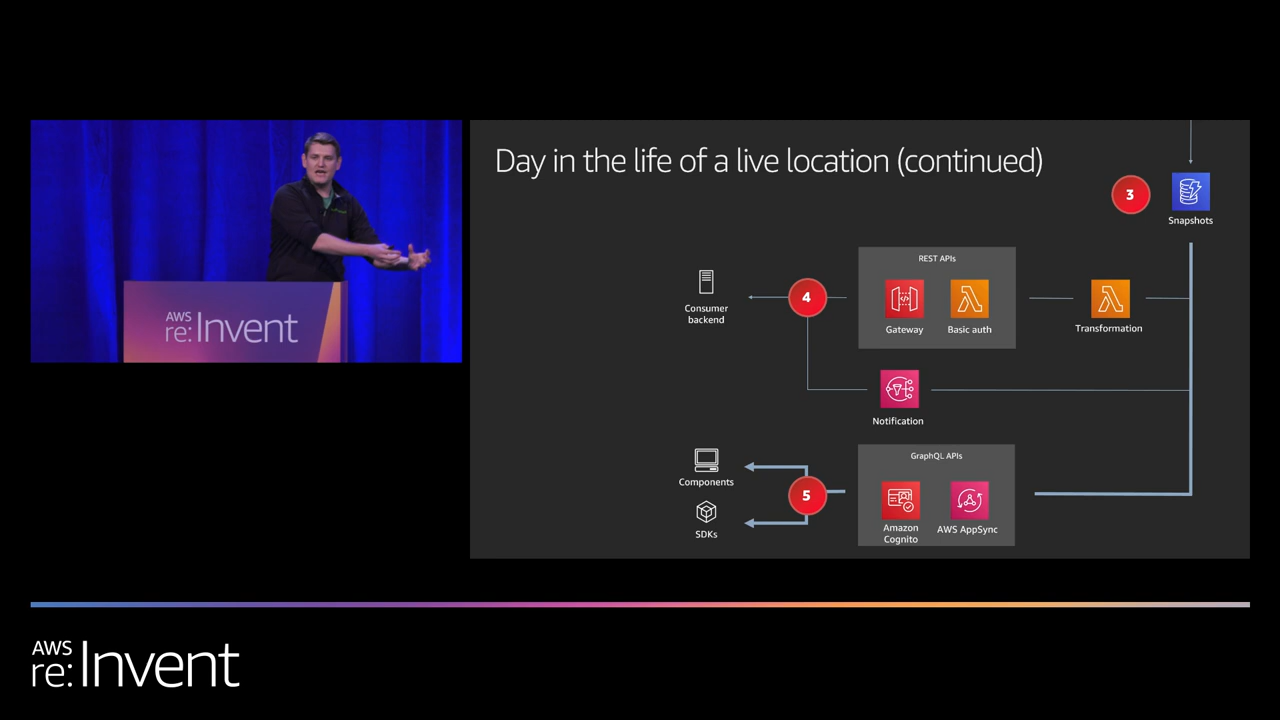 Day in the life of a live location (continued)
3
Snapshots
REST APIs
4
Consumer
backend
Gateway
Basic auth
Transformation
Notification
GraphQL APIs
Components
5
SDKs
Amazon
Cognito
AWS AppSync
AWS
re:Invent
AWS
re:Invent